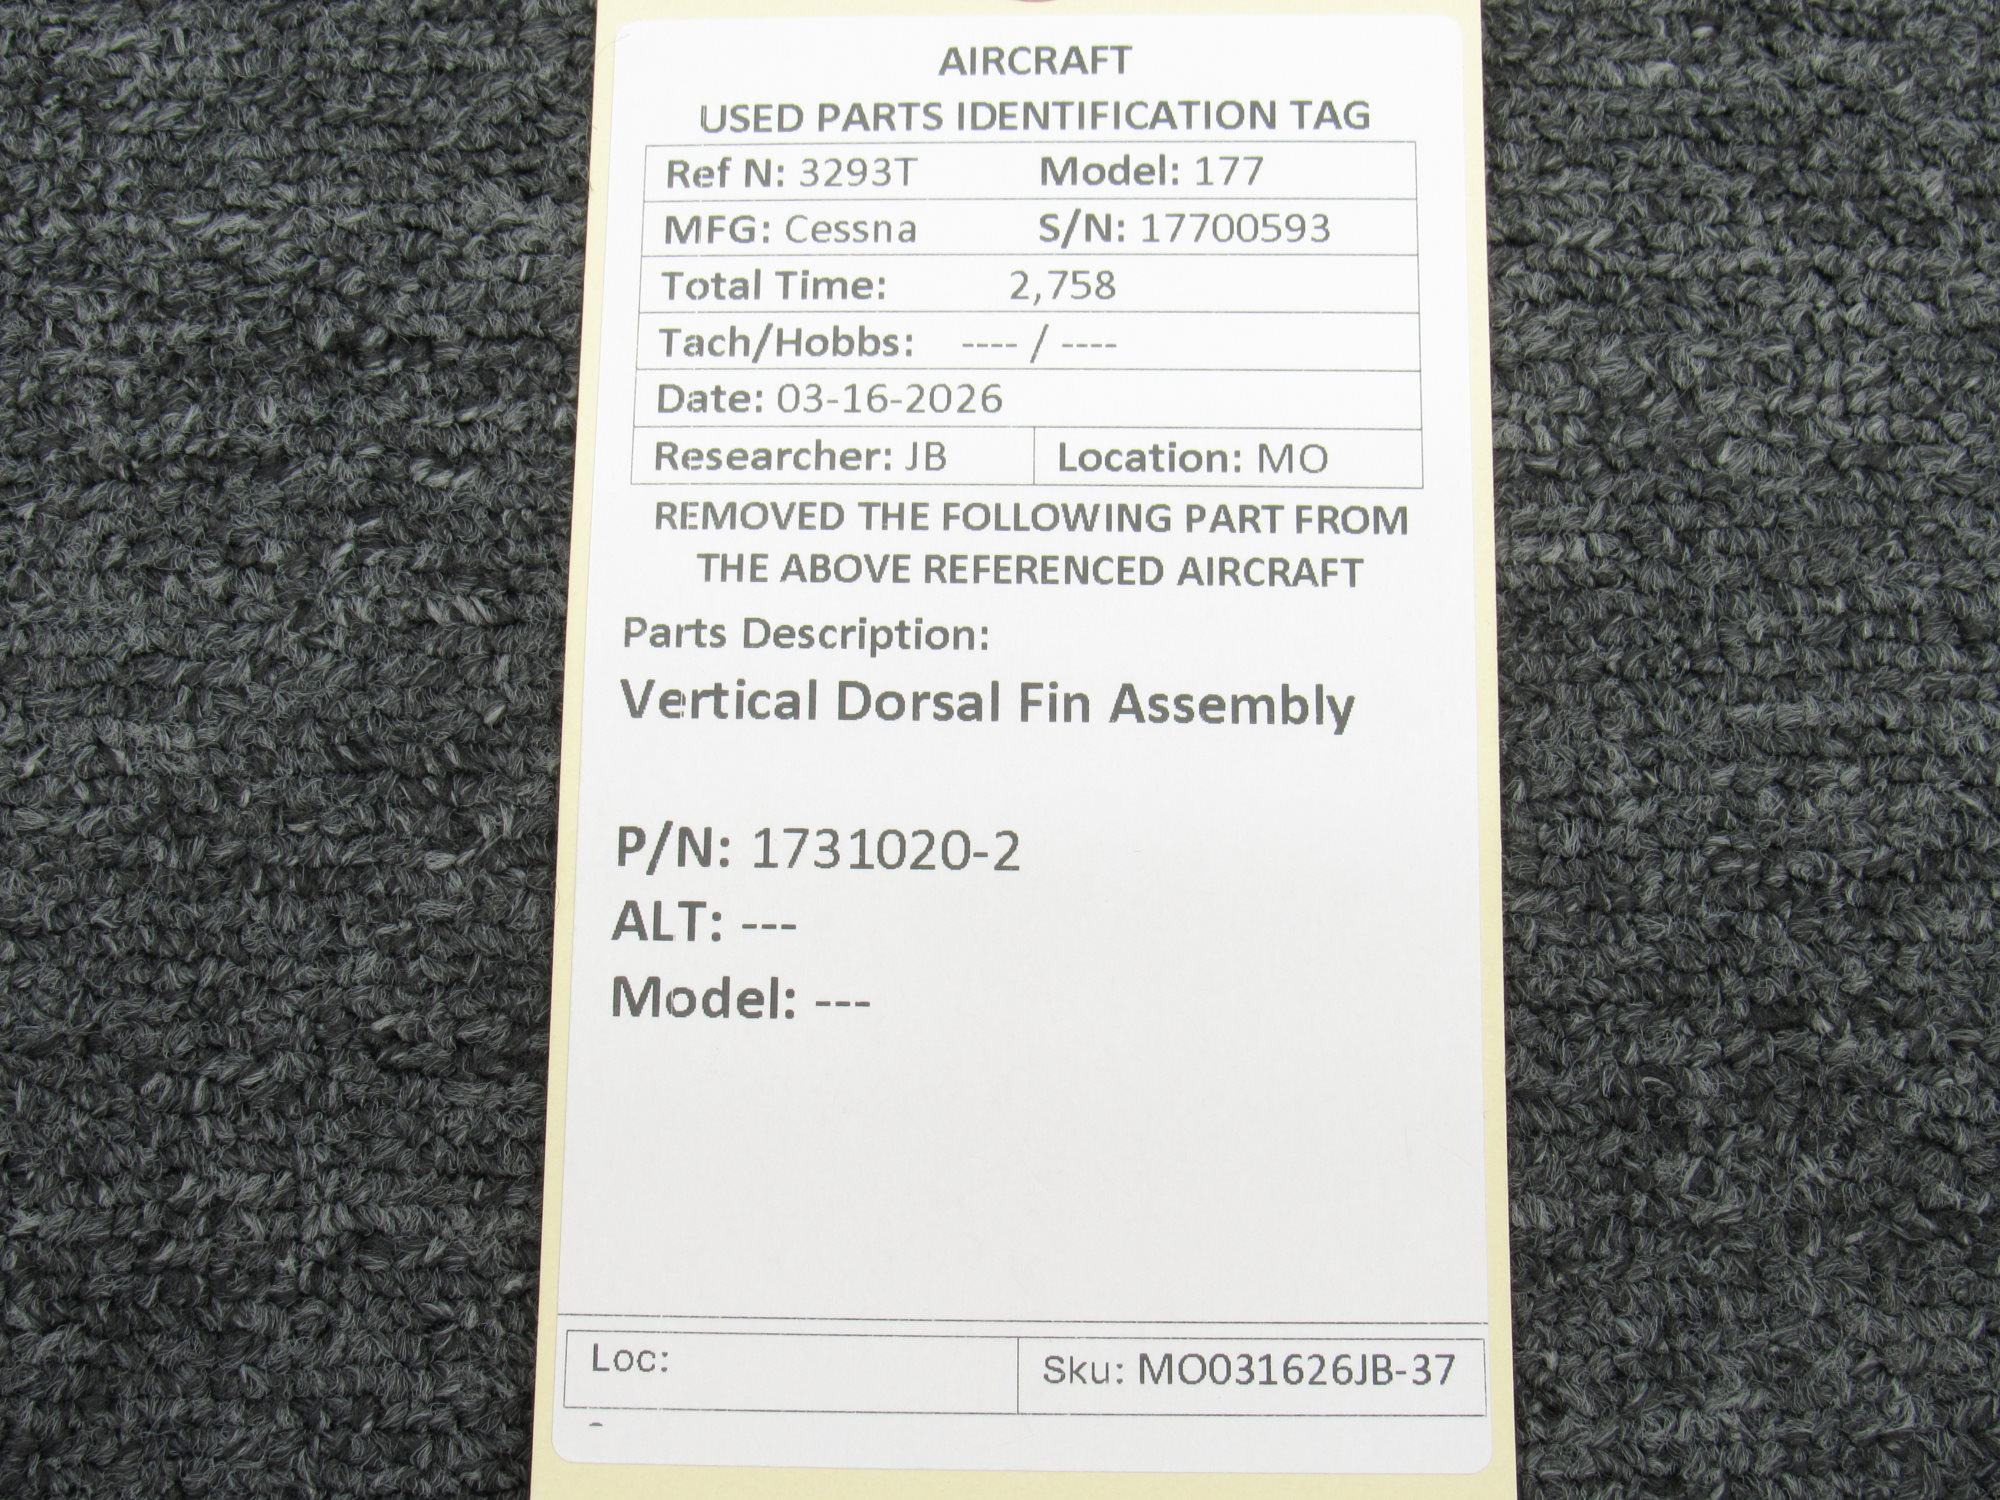 AIRCRAFT
USED PARTS IDENTIFICATION TAG
Ref N: 3293T Model: 177
MFG: Cessna S/N: 17700593
Total Time: 2,758
Tach/Hobbs: ---- / ----
Date: 03-16-2026
Researcher: JB Location: MO
REMOVED THE FOLLOWING PART FROM
THE ABOVE REFERENCED AIRCRAFT
Parts Description:
Vertical Dorsal Fin Assembly
P/N: 1731020-2
ALT: ---
Model: ---
Loc: Sku: MO031626JB-37